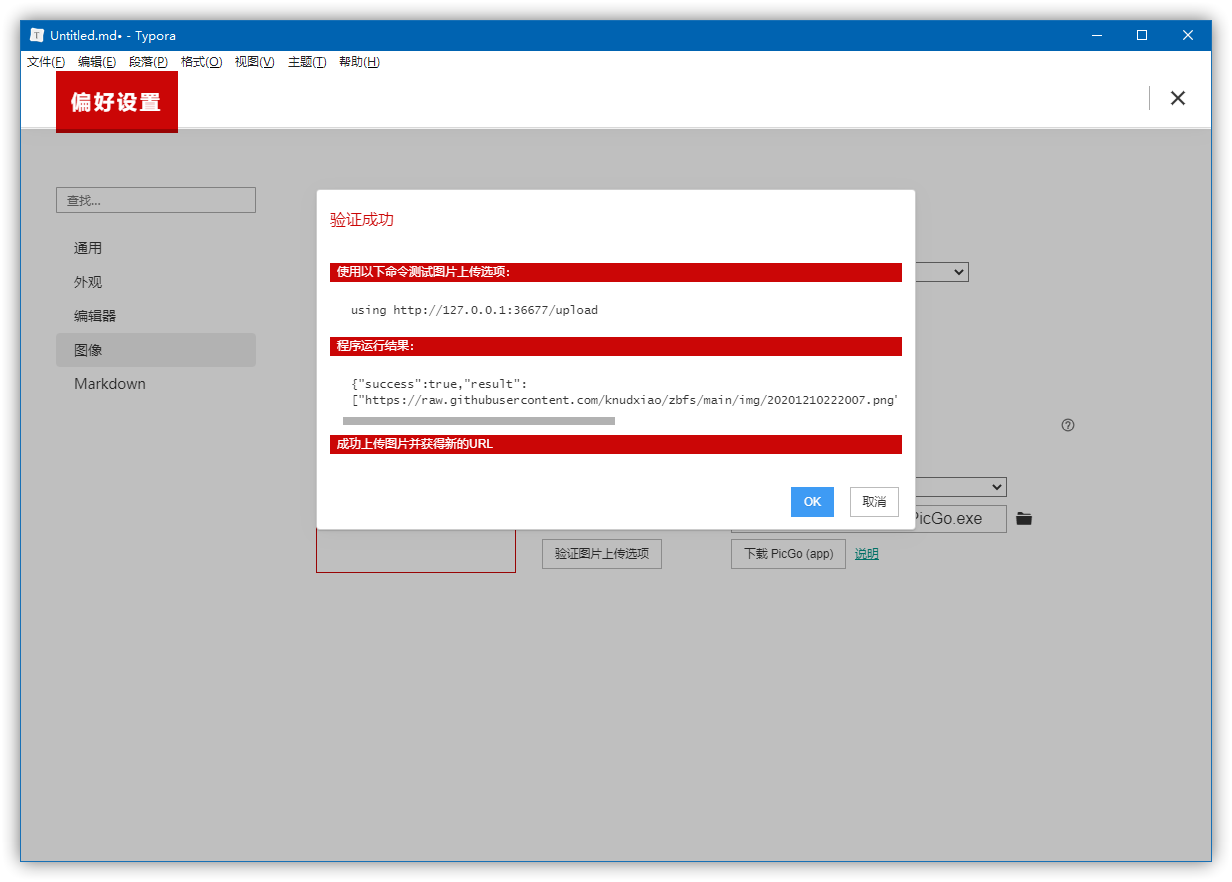 Untitled.md• - Typora
文件(F) 编辑(E) 段落(P) 格式(O) 视图(V) 主题(T) 帮助(H)
偏好设置
查找...
通用
外观
编辑器
图像
Markdown
验证成功
使用以下命令测试图片上传选项:
using http://127.0.0.1:36677/upload
程序运行结果:
{"success":true,"result":
["https://raw.githubusercontent.com/knudxiao/zbfs/main/img/20201210222007.png"
成功上传图片并获得新的URL
OK 取消
PicGo.exe
验证图片上传选项 下载 PicGo (app) 说明